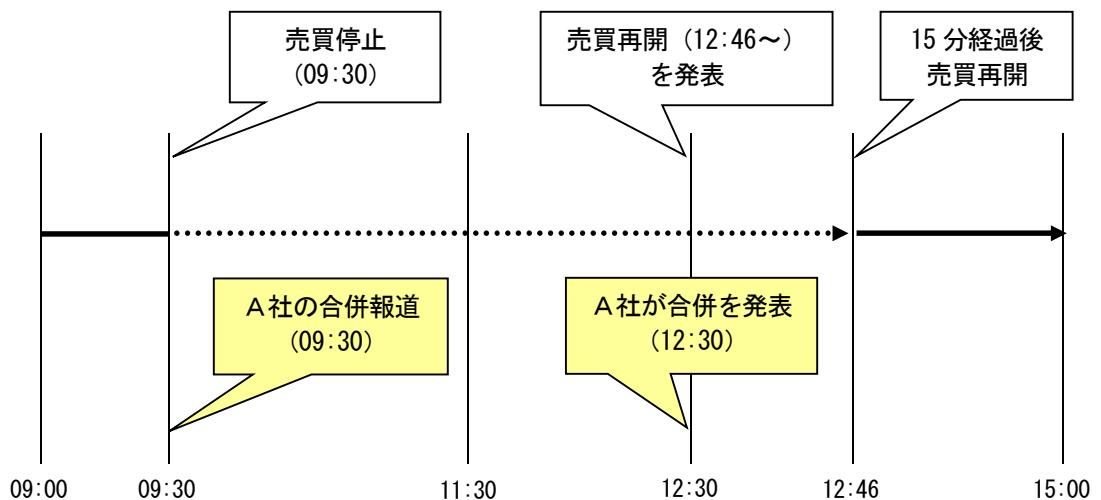 売買停止
(09:30)
売買再開（12:46～）
を発表
15 分経過後
売買再開
Ａ社の合併報道
(09:30)
Ａ社が合併を発表
(12:30)
09:00
09:30
11:30
12:30
12:46
15:00